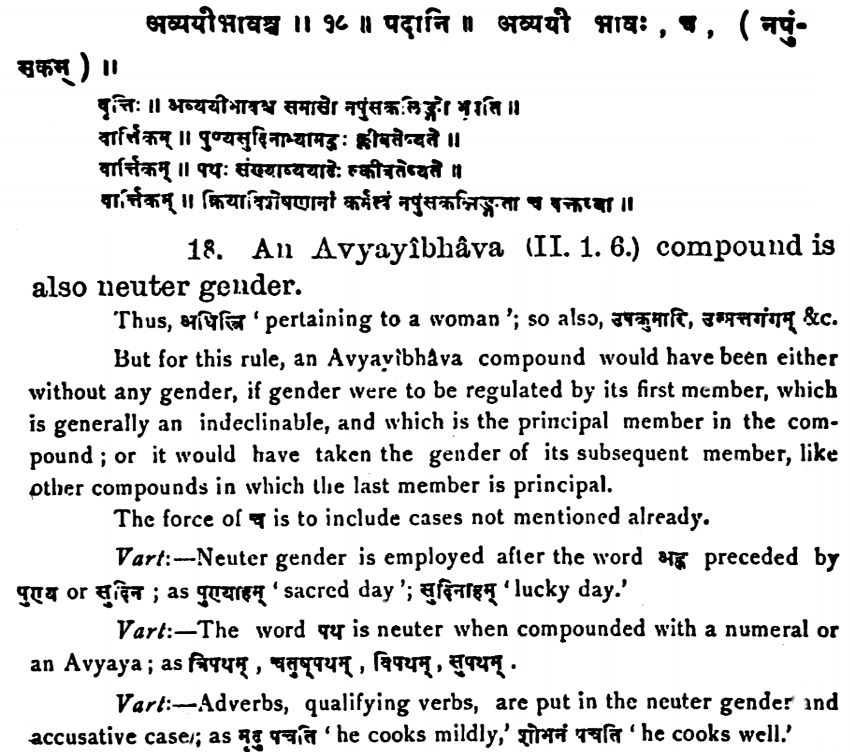 अव्ययीभावश्च ॥ १८ ॥ पदानि ॥ अव्ययी भावः , च , ( नपुं-
सकम् ) ॥
वृत्तिः ॥ अव्ययीभावश्च समासो नपुंसकलिङ्गो भवति ॥
वार्त्तिकम् ॥ पुण्यसुदिनाभ्यामह्नः क्लीबतेष्यते ॥
वार्त्तिकम् ॥ पथः संख्याव्ययादेः क्लीबतेष्यते ॥
वार्त्तिकम् ॥ क्रियाविशेषणानां कर्मत्वं नपुंसकलिङ्गता च वक्तव्या ॥
18. An Avyayîbhâva (II. 1. 6.) compound is
also neuter gender.
Thus, अधिस्त्रि ‘ pertaining to a woman ’; so also, उपकुमारि, उन्मत्तगंगम् &c.
But for this rule, an Avyayîbhâva compound would have been either
without any gender, if gender were to be regulated by its first member, which
is generally an indeclinable, and which is the principal member in the com-
pound ; or it would have taken the gender of its subsequent member, like
other compounds in which the last member is principal.
The force of च is to include cases not mentioned already.
Vart:—Neuter gender is employed after the word अह्न preceded by
पुण्य or सुदिन ; as पुण्याहम् ‘ sacred day ’; सुदिनाहम् ‘ lucky day.’
Vart:—The word पथ is neuter when compounded with a numeral or
an Avyaya ; as त्रिपथम् , चतुष्पथम् , विपथम् , सुपथम् .
Vart:—Adverbs, qualifying verbs, are put in the neuter gender and
accusative case; as मृदु पचति ‘ he cooks mildly,’ शोभनं पचति ‘ he cooks well.’